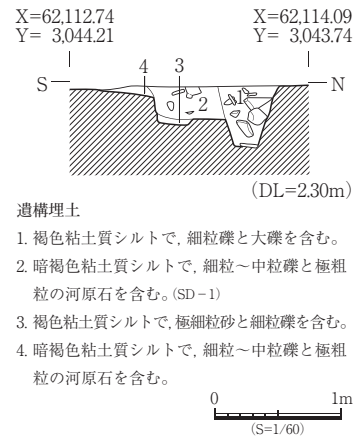 X=62,112.74 X=62,114.09
Y= 3,044.21 Y= 3,043.74
4 3
S N
2 1
(DL=2.30m)
遺構埋土
1. 褐色粘土質シルトで, 細粒礫と大礫を含む。
2. 暗褐色粘土質シルトで, 細粒～中粒礫と極粗
粒の河原石を含む。(SD-1)
3. 褐色粘土質シルトで, 極細粒砂と細粒礫を含む。
4. 暗褐色粘土質シルトで, 細粒～中粒礫と極粗
粒の河原石を含む。
0 1m
(S=1/60)